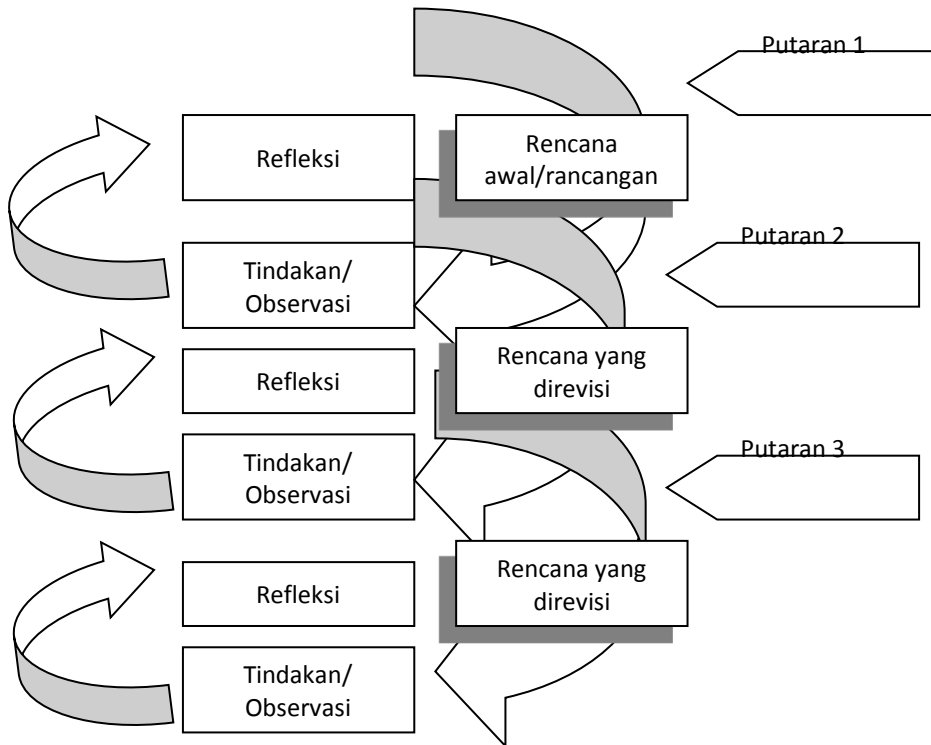 Putaran 1
Refleksi
Rencana
awal/rancangan
Putaran 2
Tindakan/
Observasi
Refleksi
Rencana yang
direvisi
Putaran 3
Tindakan/
Observasi
Refleksi
Rencana yang
direvisi
Tindakan/
Observasi